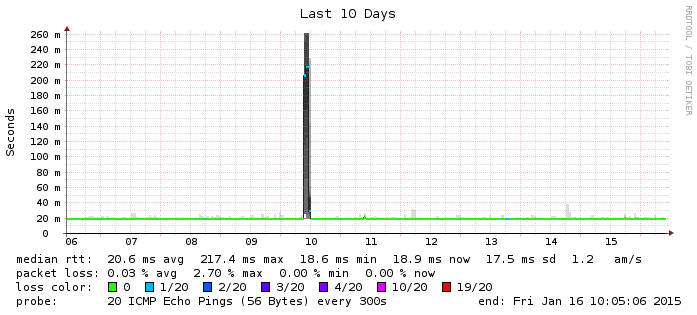 Last 10 Days
RRDTOOL / TOBI OETIKER
Seconds
260 m
240 m
220 m
200 m
180 m
160 m
140 m
120 m
100 m
80 m
60 m
40 m
20 m
0
06 07 08 09 10 11 12 13 14 15
median rtt: 20.6 ms avg 217.4 ms max 18.6 ms min 18.9 ms now 17.5 ms sd 1.2 am/s
packet loss: 0.03 % avg 2.70 % max 0.00 % min 0.00 % now
loss color: 0 1/20 2/20 3/20 4/20 10/20 19/20
probe: 20 ICMP Echo Pings (56 Bytes) every 300s end: Fri Jan 16 10:05:06 2015